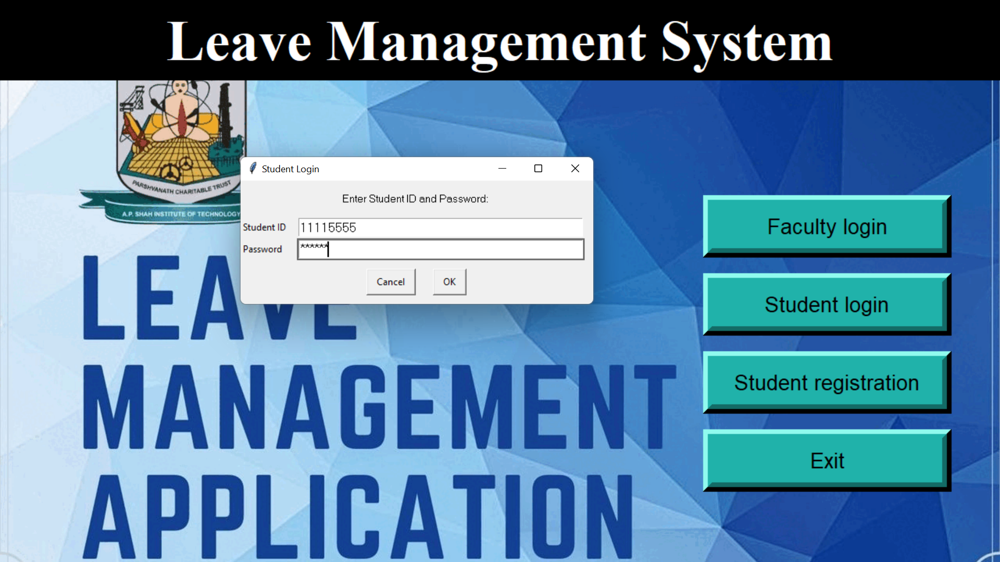 Leave Management System
PARSHVANATH CHARITABLE TRUST
A.P. SHAH INSTITUTE OF TECHNOLOGY
Student Login
Enter Student ID and Password:
Student ID 11115555
Password ******
Cancel OK
Faculty login
Student login
Student registration
Exit
LEAVE
MANAGEMENT
APPLICATION